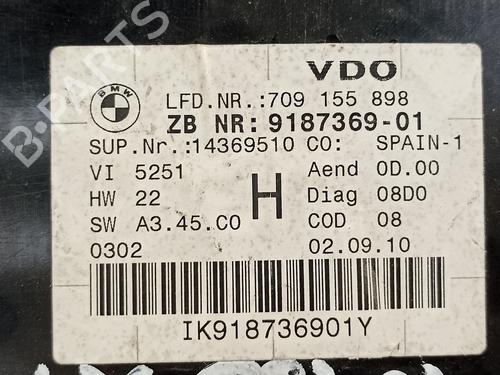 VDO
BMW
LFD.NR.:709 155 898
ZB NR: 9187369-01
SUP.Nr.:14369510 CO: SPAIN-1
VI 5251 Aend 0D.00
HW 22 H Diag 08D0
SW A3.45.C0 COD 08
0302 02.09.10
IK918736901Y
B-PARTS